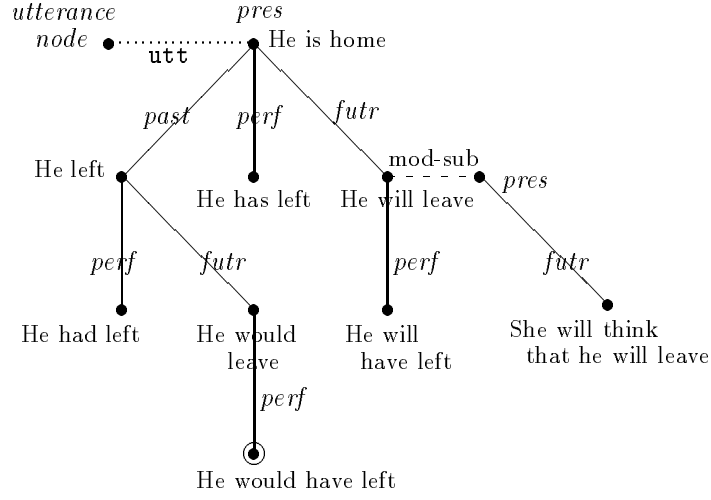 utterance
node
pres
He is home
utt
past
perf
futr
He left
mod-sub
pres
He has left
He will leave
perf
futr
perf
futr
He had left
He would
leave
He will
have left
She will think
that he will leave
perf
He would have left